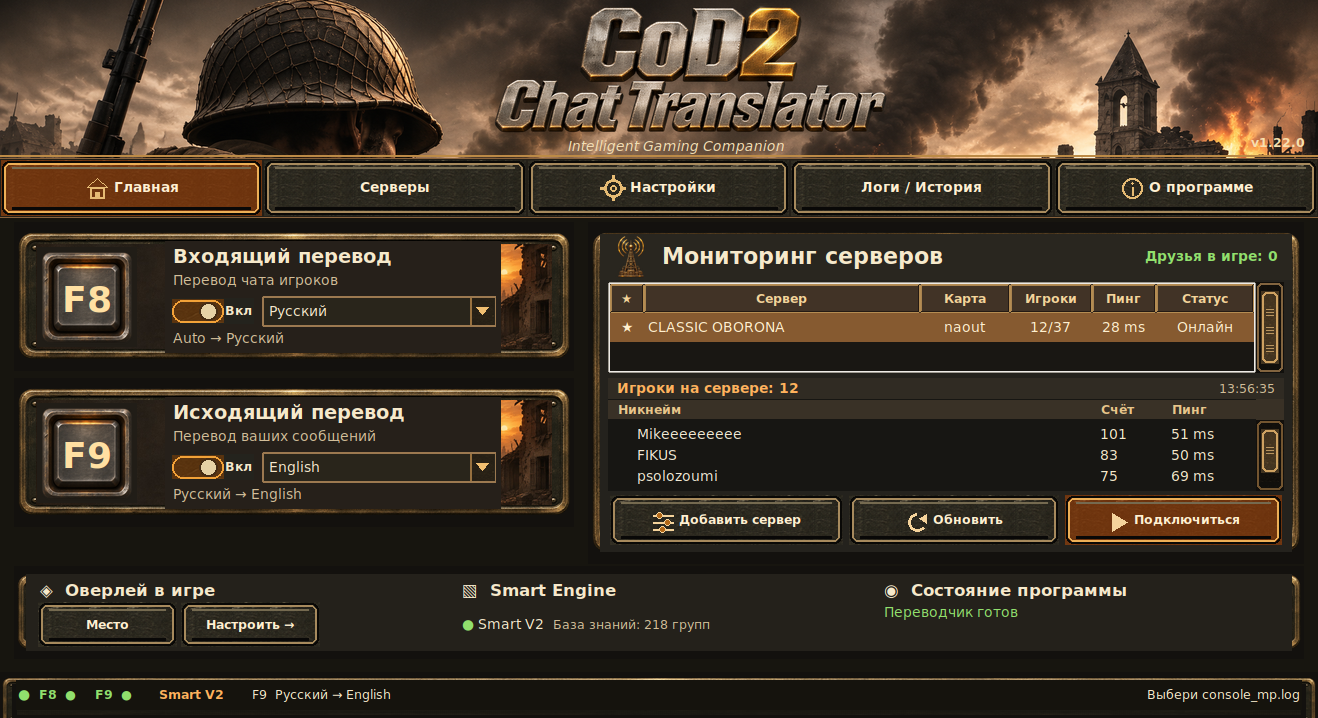 CoD2
Chat Translator
Intelligent Gaming Companion
v1.22.0
Главная
Серверы
Настройки
Логи / История
О программе
F8
Входящий перевод
Перевод чата игроков
Вкл
Русский
Auto → Русский
F9
Исходящий перевод
Перевод ваших сообщений
Вкл
English
Русский → English
Мониторинг серверов
Друзья в игре: 0
★ Сервер Карта Игроки Пинг Статус
★ CLASSIC OBORONA naout 12/37 28 ms Онлайн
Игроки на сервере: 12 13:56:35
Никнейм Счёт Пинг
Mikeeeeeeeee 101 51 ms
FIKUS 83 50 ms
psolozoumi 75 69 ms
Добавить сервер
Обновить
Подключиться
◈ Оверлей в игре
Место
Настроить →
▧ Smart Engine
● Smart V2 База знаний: 218 групп
◉ Состояние программы
Переводчик готов
● F8 ● F9 ● Smart V2 F9 Русский → English Выбери console_mp.log